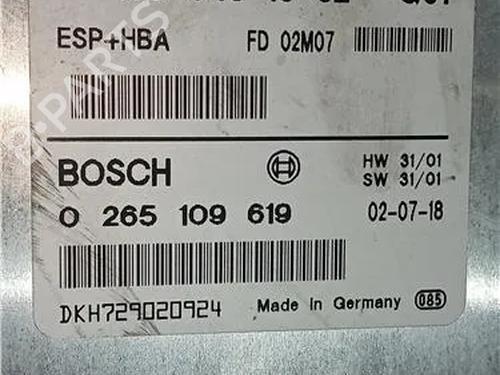 ESP+HBA FD 02M07
BOSCH HW 31/01
SW 31/01
0 265 109 619 02-07-18
DKH729020924 Made in Germany 085
B-PARTS